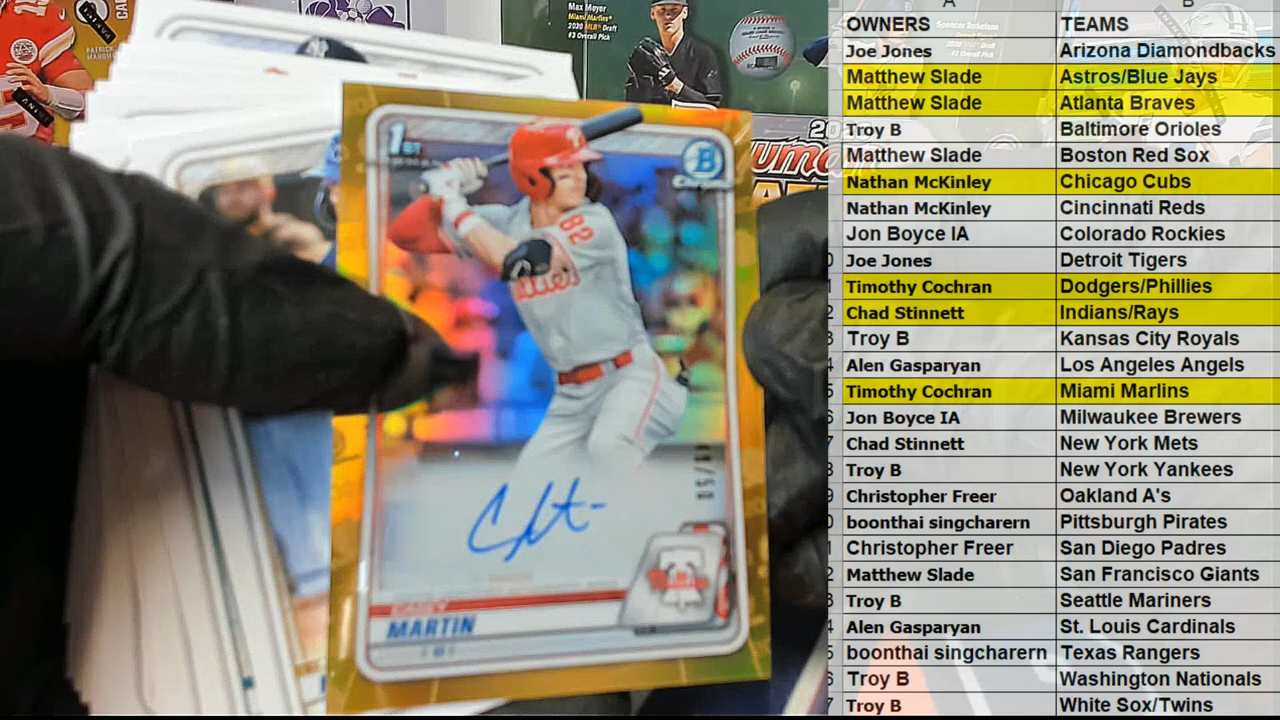 Max Meyer
Miami Marlins®
2020 MLB® Draft
#3 Overall Pick
PATRICK
1ST
B
Chrome
82
Phillies
CASEY
MARTIN
A
B
OWNERS TEAMS
Joe Jones Arizona Diamondbacks
Matthew Slade Astros/Blue Jays
Matthew Slade Atlanta Braves
Troy B Baltimore Orioles
Matthew Slade Boston Red Sox
Nathan McKinley Chicago Cubs
Nathan McKinley Cincinnati Reds
Jon Boyce IA Colorado Rockies
Joe Jones Detroit Tigers
Timothy Cochran Dodgers/Phillies
Chad Stinnett Indians/Rays
Troy B Kansas City Royals
Alen Gasparyan Los Angeles Angels
Timothy Cochran Miami Marlins
Jon Boyce IA Milwaukee Brewers
Chad Stinnett New York Mets
Troy B New York Yankees
Christopher Freer Oakland A's
boonthai singcharern Pittsburgh Pirates
Christopher Freer San Diego Padres
Matthew Slade San Francisco Giants
Troy B Seattle Mariners
Alen Gasparyan St. Louis Cardinals
boonthai singcharern Texas Rangers
Troy B Washington Nationals
Troy B White Sox/Twins